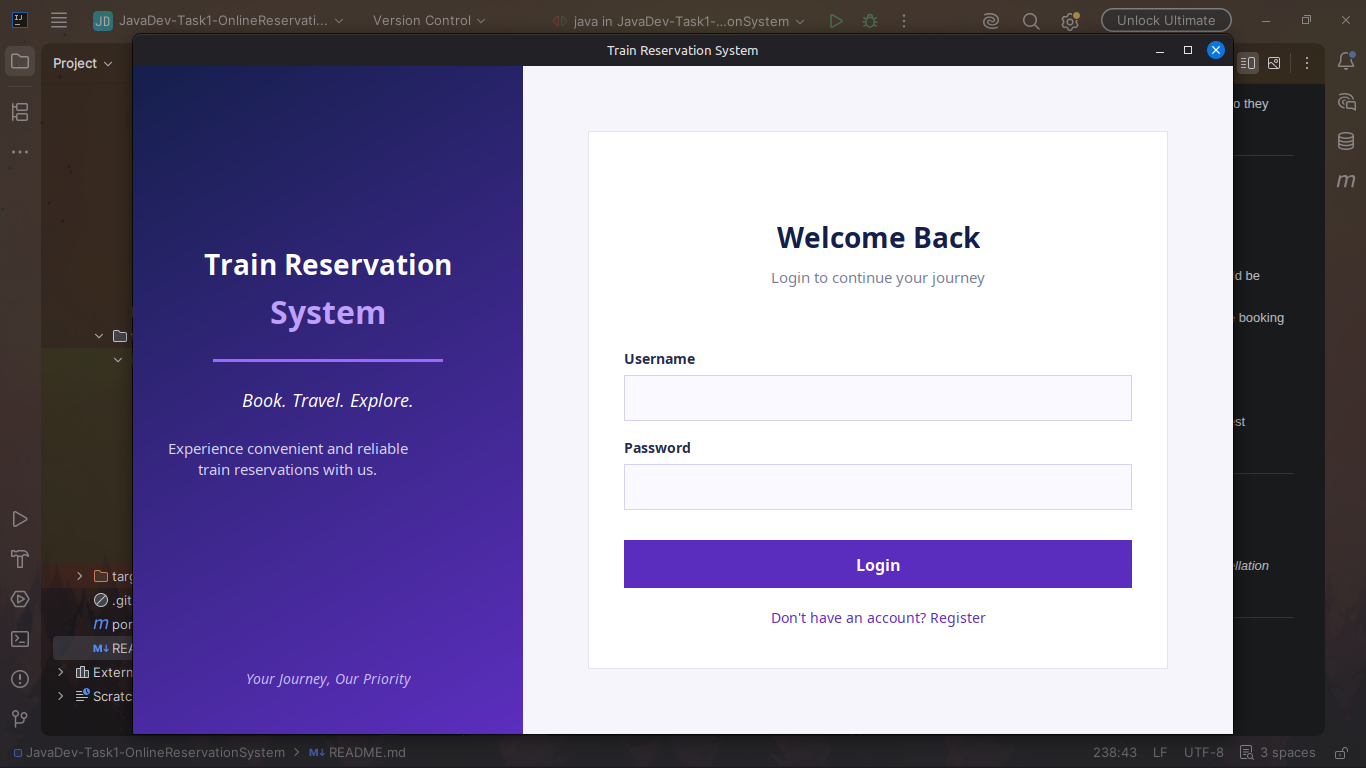 JD JavaDev-Task1-OnlineReservati...
Version Control
java in JavaDev-Task1-...onSystem
Unlock Ultimate
Project
Train Reservation System
o they
d be
booking
est
llation
targ
.git
por
REA
Extern
Scratc
Train Reservation
System
Book. Travel. Explore.
Experience convenient and reliable
train reservations with us.
Your Journey, Our Priority
Welcome Back
Login to continue your journey
Username
Password
Login
Don't have an account? Register
JavaDev-Task1-OnlineReservationSystem
README.md
238:43
LF
UTF-8
3 spaces